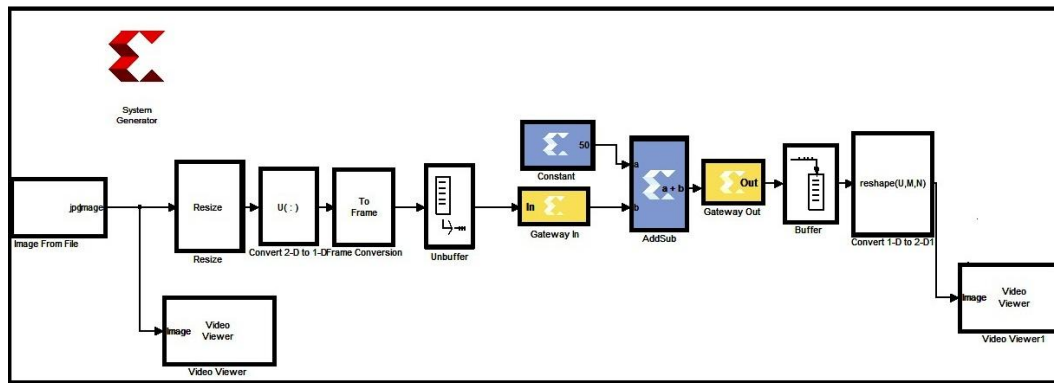 System
Generator
50
Constant
a
a + b
b
AddSub
In
Gateway In
Out
Gateway Out
Buffer
reshape(U,M,N)
Convert 1-D to 2-D1
jpgImage
Image From File
Resize
Resize
U( : )
Convert 2-D to 1-D
To
Frame
Frame Conversion
Unbuffer
Image
Video
Viewer
Video Viewer
Image
Video
Viewer
Video Viewer1